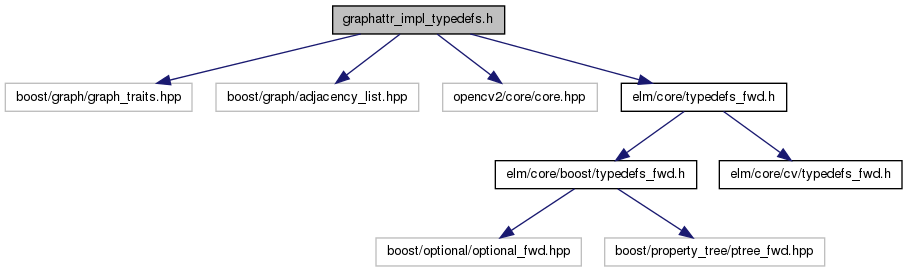 graphattr_impl_typedefs.h
boost/graph/graph_traits.hpp
boost/graph/adjacency_list.hpp
opencv2/core/core.hpp
elm/core/typedefs_fwd.h
elm/core/boost/typedefs_fwd.h
elm/core/cv/typedefs_fwd.h
boost/optional/optional_fwd.hpp
boost/property_tree/ptree_fwd.hpp